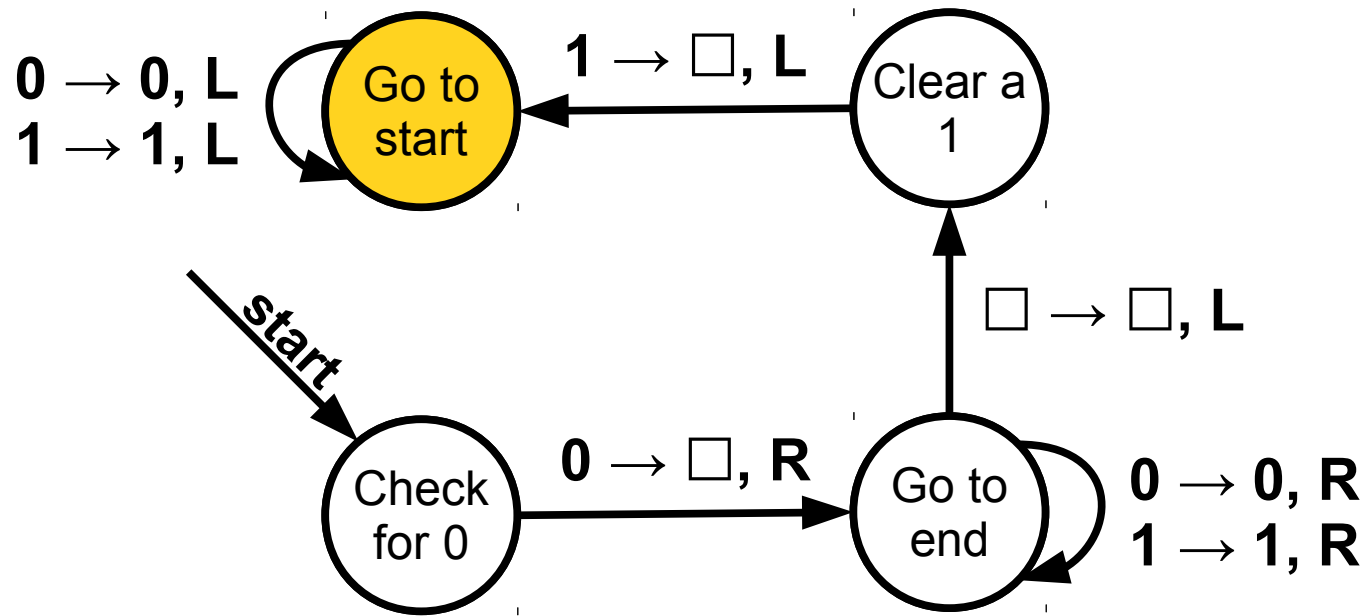 0 → 0, L
1 → 1, L
Go to
start
1 → □, L
Clear a
1
start
□ → □, L
Check
for 0
0 → □, R
Go to
end
0 → 0, R
1 → 1, R